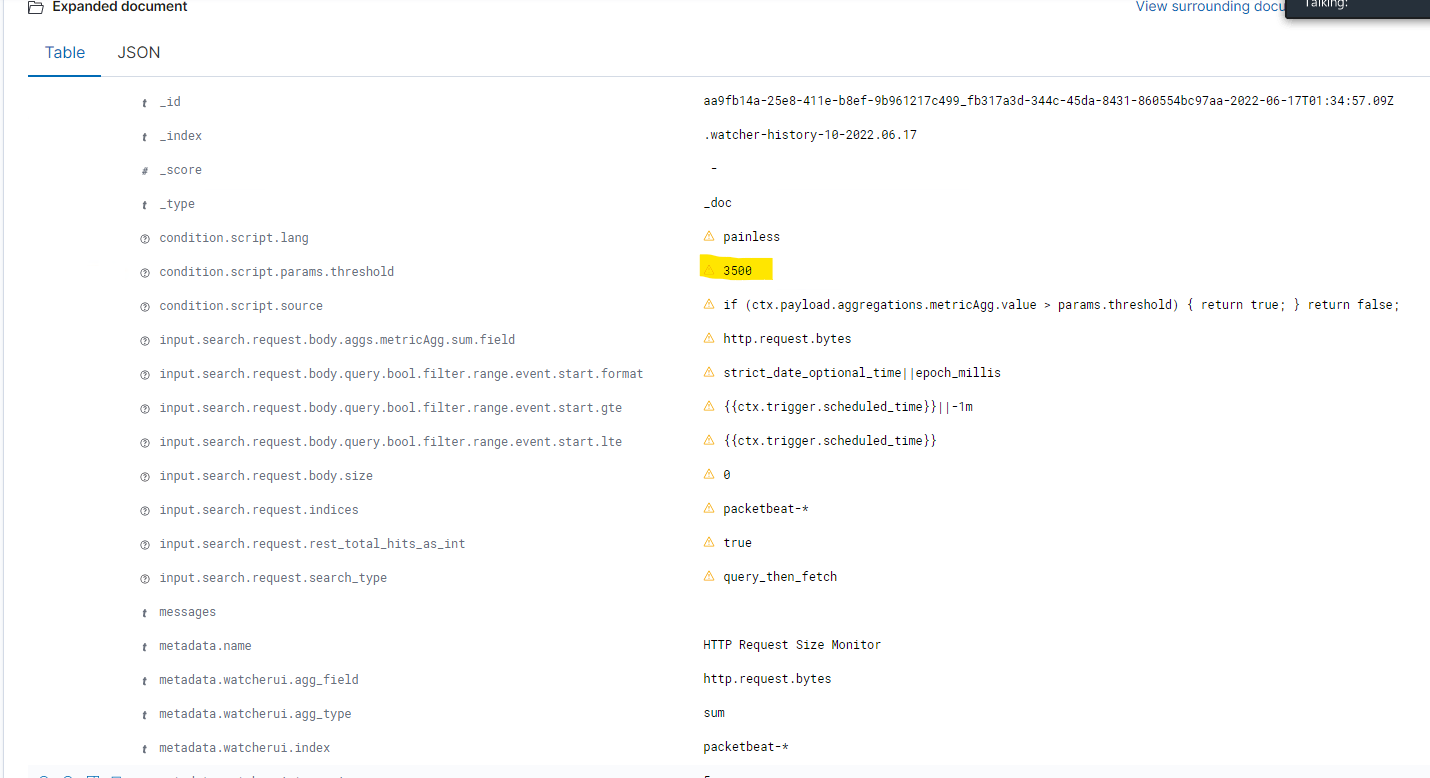 Expanded document View surrounding docu Talking:
Table JSON
t _id aa9fb14a-25e8-411e-b8ef-9b961217c499_fb317a3d-344c-45da-8431-860554bc97aa-2022-06-17T01:34:57.09Z
t _index .watcher-history-10-2022.06.17
# _score -
t _type _doc
condition.script.lang painless
condition.script.params.threshold 3500
condition.script.source if (ctx.payload.aggregations.metricAgg.value > params.threshold) { return true; } return false;
input.search.request.body.aggs.metricAgg.sum.field http.request.bytes
input.search.request.body.query.bool.filter.range.event.start.format strict_date_optional_time||epoch_millis
input.search.request.body.query.bool.filter.range.event.start.gte {{ctx.trigger.scheduled_time}}||-1m
input.search.request.body.query.bool.filter.range.event.start.lte {{ctx.trigger.scheduled_time}}
input.search.request.body.size 0
input.search.request.indices packetbeat-*
input.search.request.rest_total_hits_as_int true
input.search.request.search_type query_then_fetch
t messages
t metadata.name HTTP Request Size Monitor
t metadata.watcherui.agg_field http.request.bytes
t metadata.watcherui.agg_type sum
t metadata.watcherui.index packetbeat-*